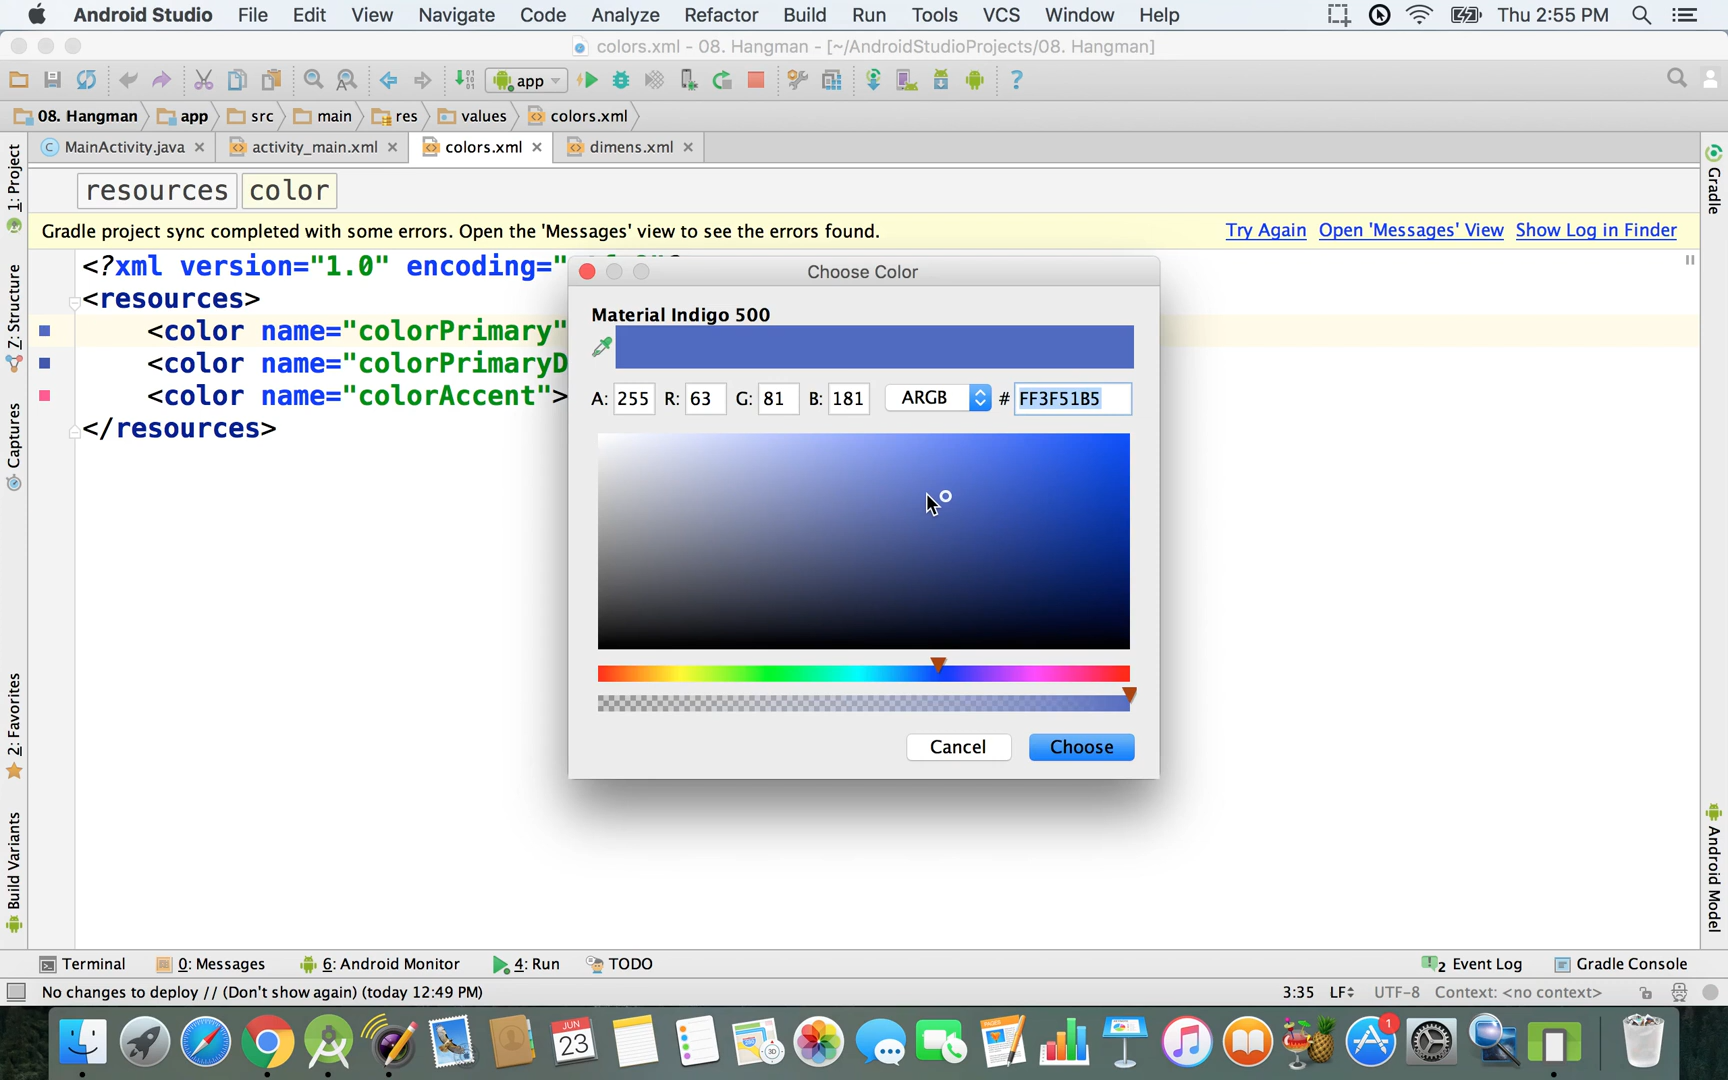 Android Studio File Edit View Navigate Code Analyze Refactor Build Run Tools VCS Window Help Thu 2:55 PM
colors.xml - 08. Hangman - [~/AndroidStudioProjects/08. Hangman]
app
08. Hangman app src main res values colors.xml
MainActivity.java activity_main.xml colors.xml dimens.xml
resources color
Gradle project sync completed with some errors. Open the 'Messages' view to see the errors found. Try Again Open 'Messages' View Show Log in Finder
<?xml version="1.0" encoding="
<resources>
<color name="colorPrimary"
<color name="colorPrimaryD
<color name="colorAccent">
</resources>
Choose Color
Material Indigo 500
A: 255 R: 63 G: 81 B: 181 ARGB # FF3F51B5
Cancel Choose
1: Project
7: Structure
Captures
2: Favorites
Build Variants
Gradle
Android Model
Terminal 0: Messages 6: Android Monitor 4: Run TODO 2 Event Log Gradle Console
No changes to deploy // (Don't show again) (today 12:49 PM) 3:35 LF UTF-8 Context: <no context>
JUN
23
3D
PAGES
1